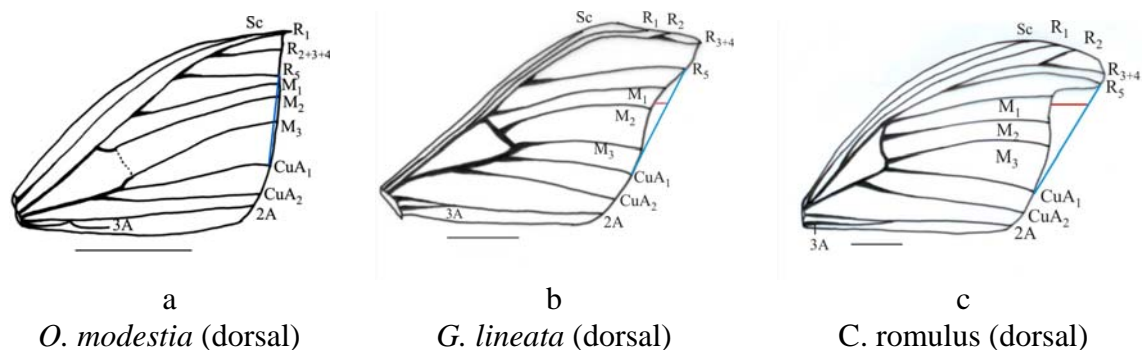 Sc R1
R2+3+4
R5
M1
M2
M3
CuA1
CuA2
2A
3A
Sc R1 R2
R3+4
R5
M1
M2
M3
CuA1
CuA2
2A
3A
Sc R1
R2
R3+4
R5
M1
M2
M3
CuA1
CuA2
2A
3A
a b c
O. modestia (dorsal) G. lineata (dorsal) C. romulus (dorsal)